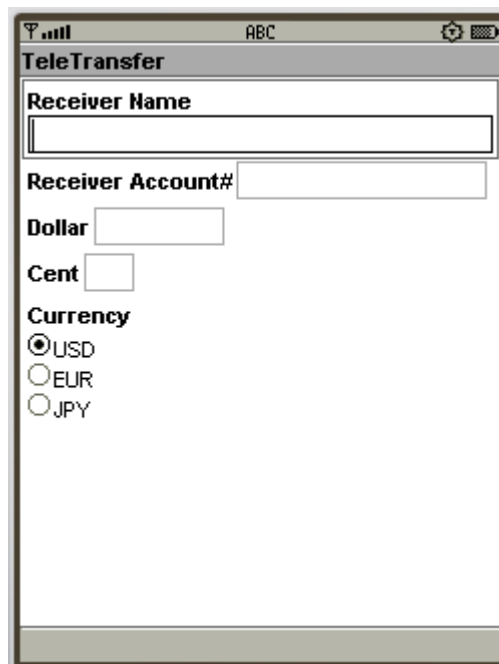 ABC
TeleTransfer
Receiver Name
Receiver Account#
Dollar
Cent
Currency
USD
EUR
JPY